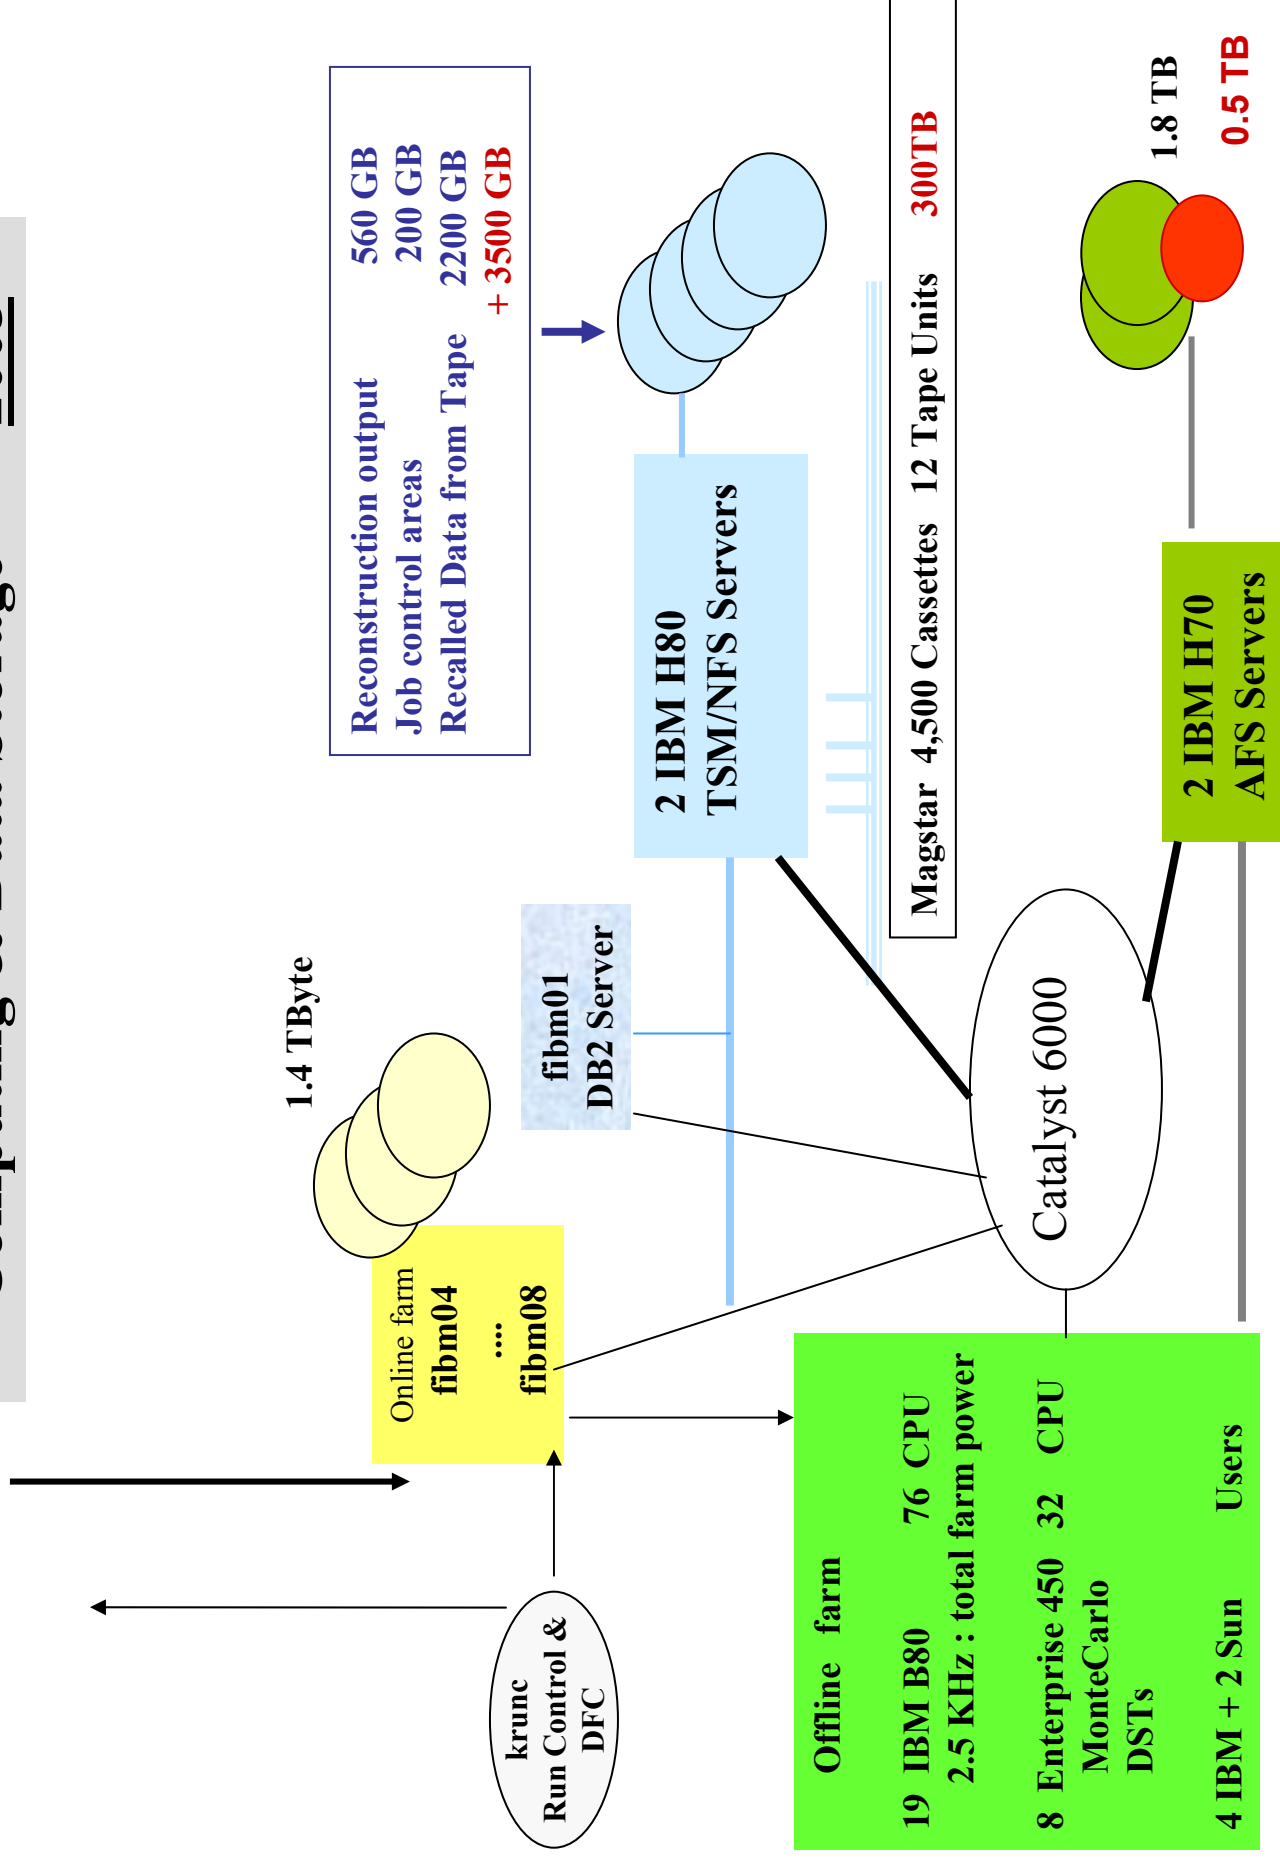 1.4 TByte
Reconstruction output 560 GB
Job control areas 200 GB
Recalled Data from Tape 2200 GB
+ 3500 GB
Online farm
fibm04
....
fibm08
krunc
Run Control &
DFC
fibm01
DB2 Server
2 IBM H80
TSM/NFS Servers
Magstar 4,500 Cassettes 12 Tape Units 300TB
Catalyst 6000
Offline farm
19 IBM B80 76 CPU
2.5 KHz : total farm power
8 Enterprise 450 32 CPU
MonteCarlo
DSTs
4 IBM + 2 Sun Users
2 IBM H70
AFS Servers
1.8 TB
0.5 TB